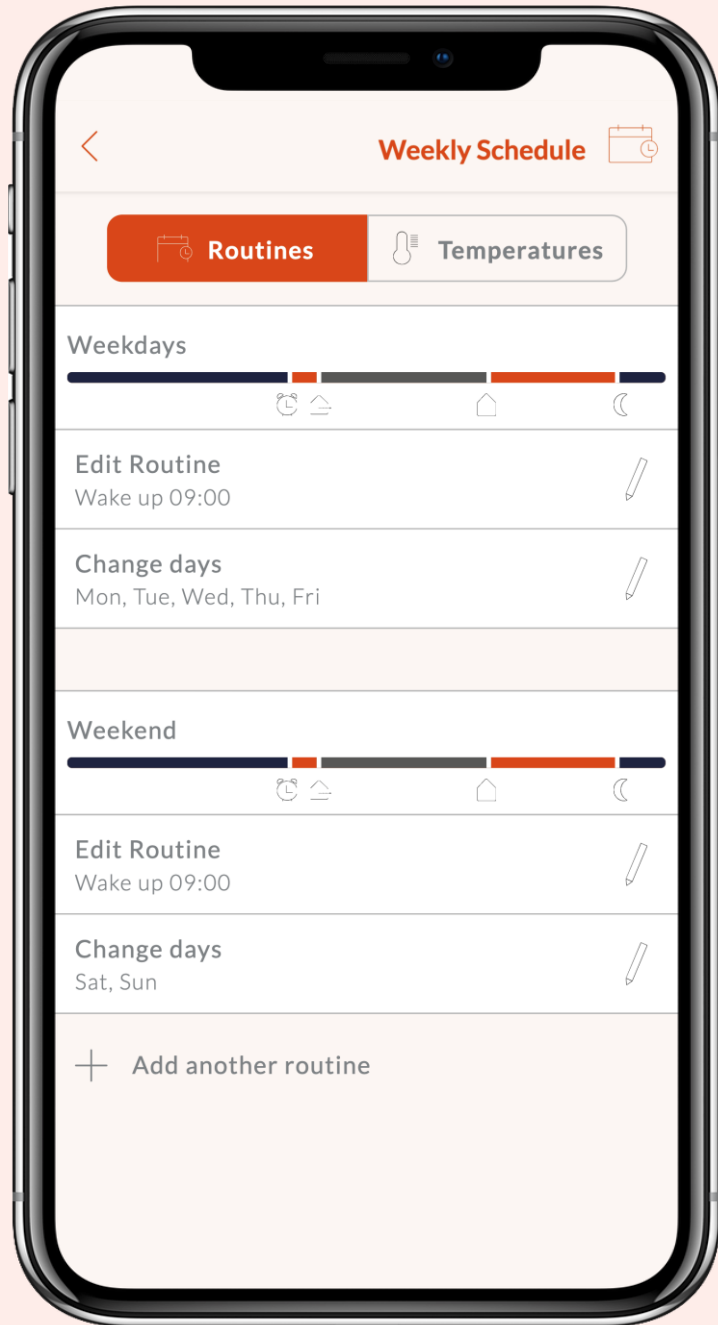 Weekly Schedule
Routines
Temperatures
Weekdays
Edit Routine
Wake up 09:00
Change days
Mon, Tue, Wed, Thu, Fri
Weekend
Edit Routine
Wake up 09:00
Change days
Sat, Sun
Add another routine